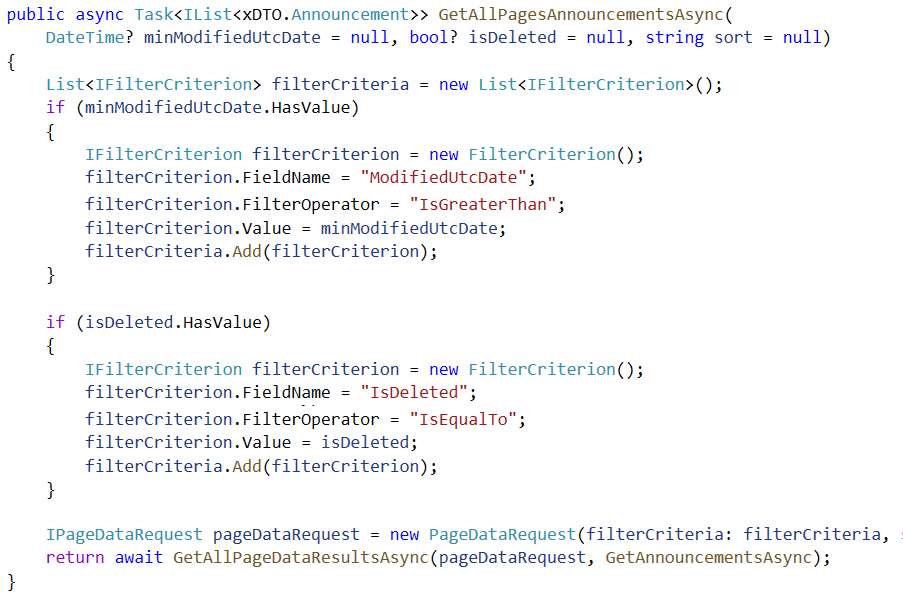 public async Task<IList<xDTO.Announcement>> GetAllPagesAnnouncementsAsync(
    DateTime? minModifiedUtcDate = null, bool? isDeleted = null, string sort = null)
{
    List<IFilterCriterion> filterCriteria = new List<IFilterCriterion>();
    if (minModifiedUtcDate.HasValue)
    {
        IFilterCriterion filterCriterion = new FilterCriterion();
        filterCriterion.FieldName = "ModifiedUtcDate";
        filterCriterion.FilterOperator = "IsGreaterThan";
        filterCriterion.Value = minModifiedUtcDate;
        filterCriteria.Add(filterCriterion);
    }
    if (isDeleted.HasValue)
    {
        IFilterCriterion filterCriterion = new FilterCriterion();
        filterCriterion.FieldName = "IsDeleted";
        filterCriterion.FilterOperator = "IsEqualTo";
        filterCriterion.Value = isDeleted;
        filterCriteria.Add(filterCriterion);
    }
    IPageDataRequest pageDataRequest = new PageDataRequest(filterCriteria: filterCriteria,
    return await GetAllPageDataResultsAsync(pageDataRequest, GetAnnouncementsAsync);
}